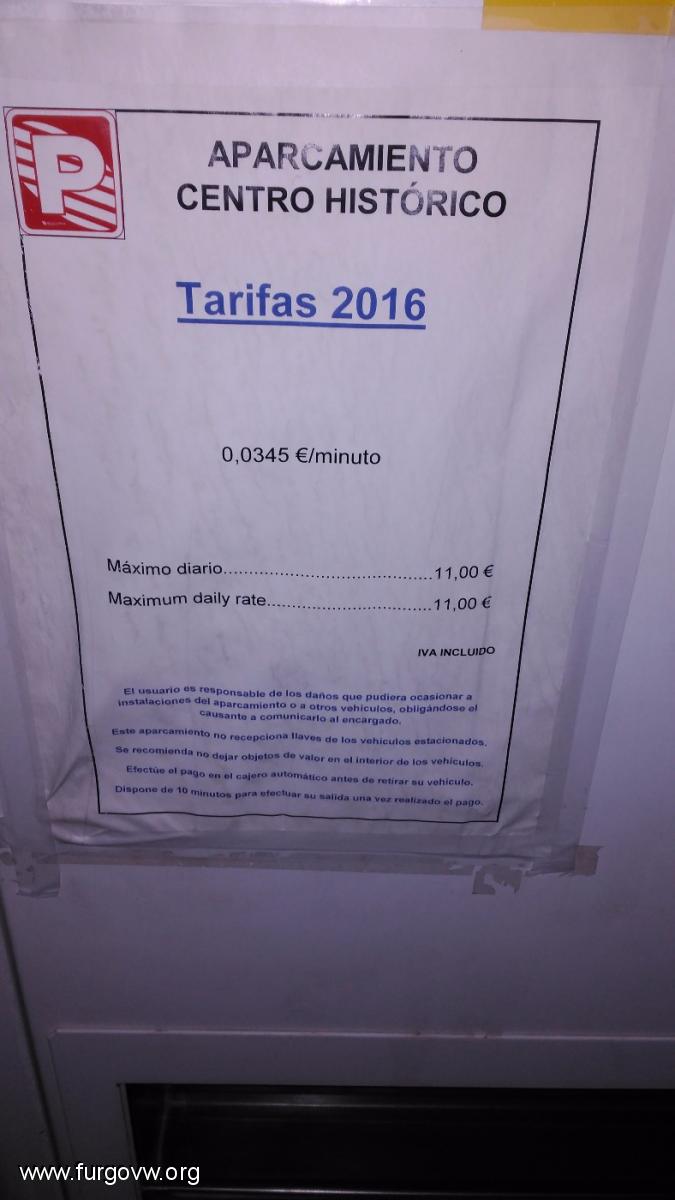 P
APARCAMIENTO
CENTRO HISTÓRICO
Tarifas 2016
0,0345 €/minuto
Máximo diario........................................11,00 €
Maximum daily rate...............................11,00 €
IVA INCLUIDO
El usuario es responsable de los daños que pudiera ocasionar a
instalaciones del aparcamiento o a otros vehículos, obligándose el
causante a comunicarlo al encargado.
Este aparcamiento no recepciona llaves de los vehículos estacionados.
Se recomienda no dejar objetos de valor en el interior de los vehículos.
Efectúe el pago en el cajero automático antes de retirar su vehículo.
Dispone de 10 minutos para efectuar su salida una vez realizado el pago.
www.furgovw.org